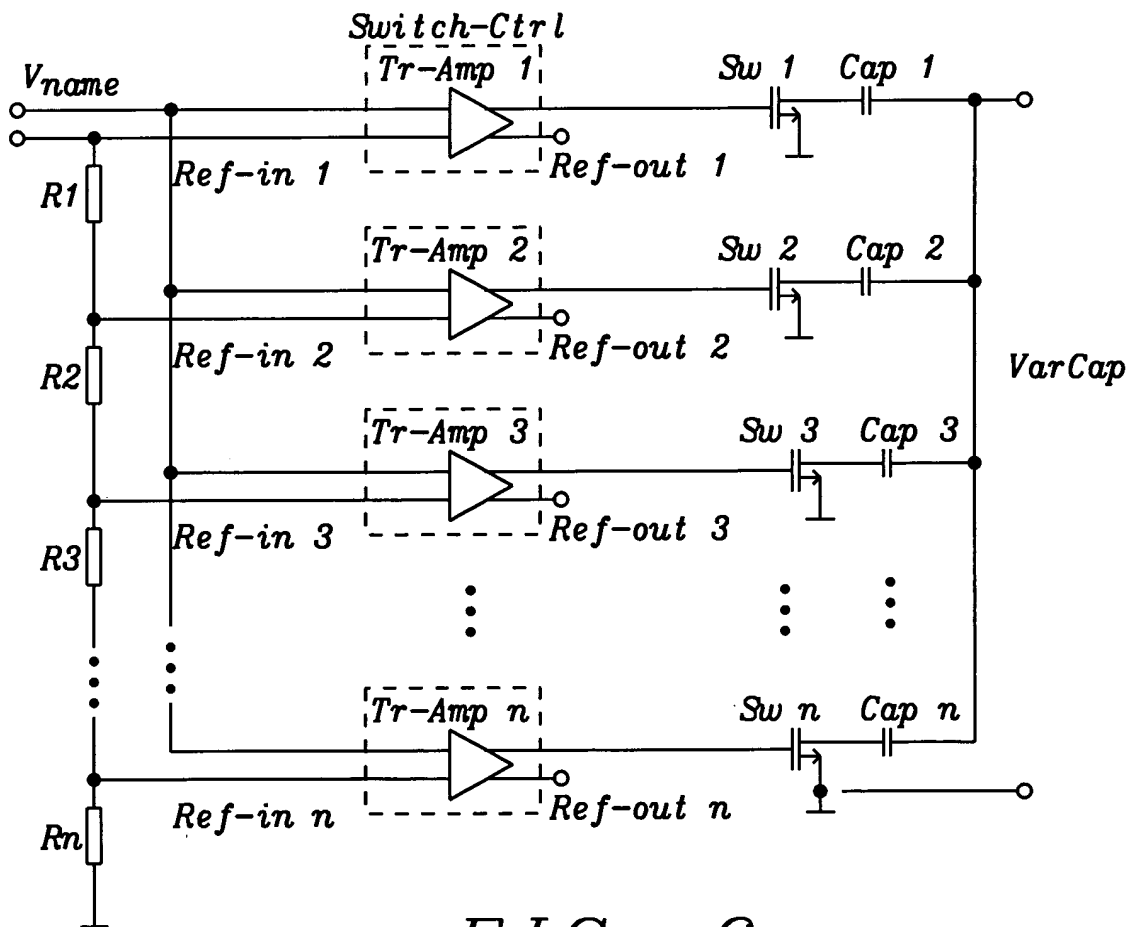 Switch-Ctrl
Vname
Tr-Amp 1
Sw 1
Cap 1
Ref-in 1
Ref-out 1
R1
Tr-Amp 2
Sw 2
Cap 2
Ref-in 2
Ref-out 2
R2
VarCap
Tr-Amp 3
Sw 3
Cap 3
Ref-in 3
Ref-out 3
R3
Tr-Amp n
Sw n
Cap n
Ref-in n
Ref-out n
Rn